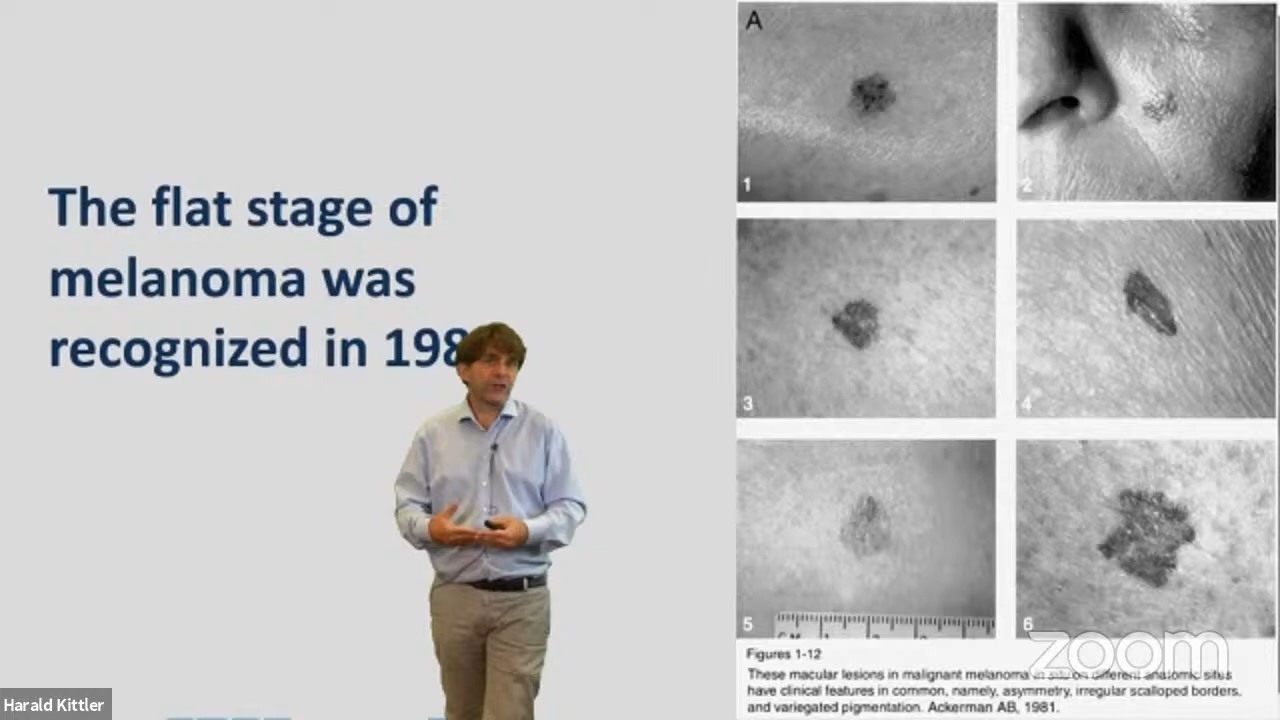 The flat stage of
melanoma was
recognized in 198
A
1
2
3
4
5
6
CM 1
Figures 1-12
These macular lesions in malignant melanoma in situ on different anatomic sites
have clinical features in common, namely, asymmetry, irregular scalloped borders,
and variegated pigmentation. Ackerman AB, 1981.
zoom
Harald Kittler